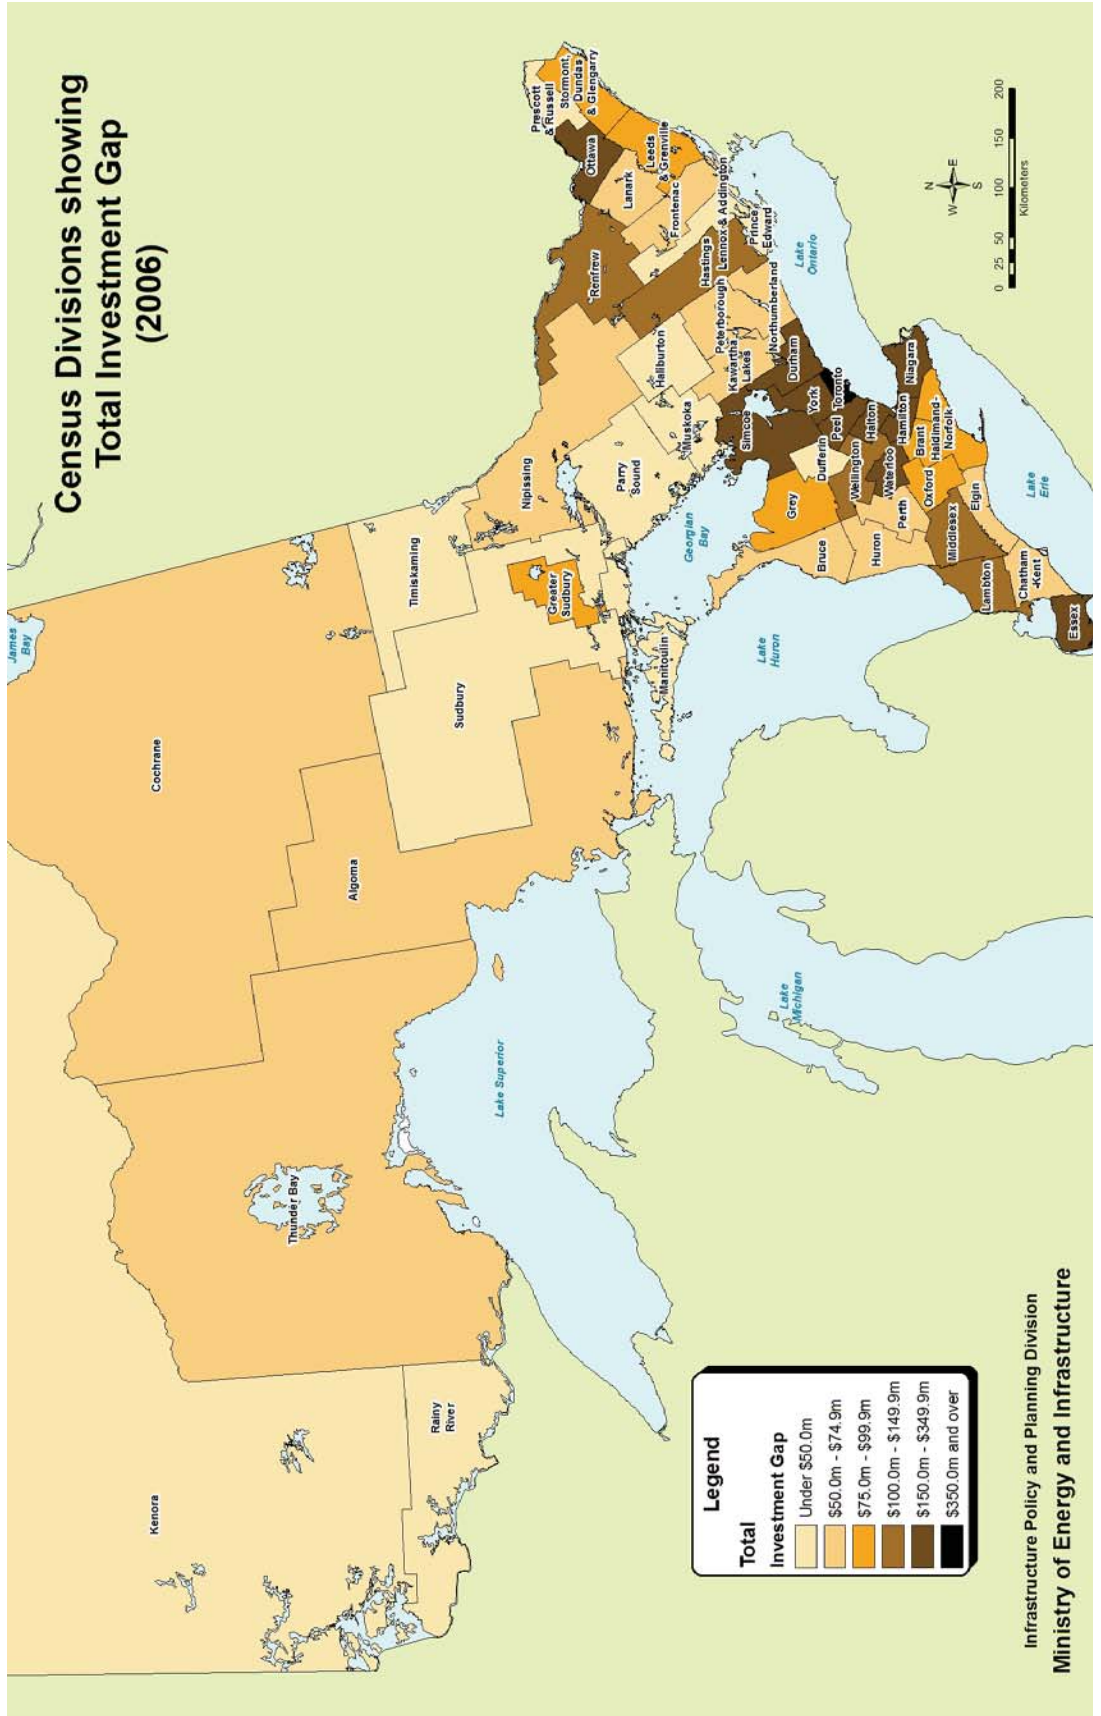 Census Divisions showing
Total Investment Gap
(2006)
James
Bay
Cochrane
Kenora
Thunder Bay
Algoma
Timiskaming
Sudbury
Rainy
River
Greater
Sudbury
Nipissing
Manitoulin
Parry
Sound
Muskoka
Haliburton
Renfrew
Prescott
& Russell
Stormont,
Dundas
& Glengarry
Ottawa
Lanark
Leeds
& Grenville
Frontenac
Lennox & Addington
Hastings
Prince
Edward
Peterborough
Northumberland
Kawartha
Lakes
Simcoe
Durham
York
Toronto
Peel
Dufferin
Grey
Bruce
Huron
Wellington
Halton
Waterloo
Hamilton
Niagara
Perth
Brant
Haldimand-
Norfolk
Oxford
Elgin
Middlesex
Lambton
Chatham
Kent
Essex
Lake Superior
Lake
Michigan
Lake
Huron
Georgian
Bay
Lake
Ontario
Lake
Erie
N
W
E
S
0 25 50 100 150 200
Kilometers
Legend
Total
Investment Gap
Under $50.0m
$50.0m - $74.9m
$75.0m - $99.9m
$100.0m - $149.9m
$150.0m - $349.9m
$350.0m and over
Infrastructure Policy and Planning Division
Ministry of Energy and Infrastructure